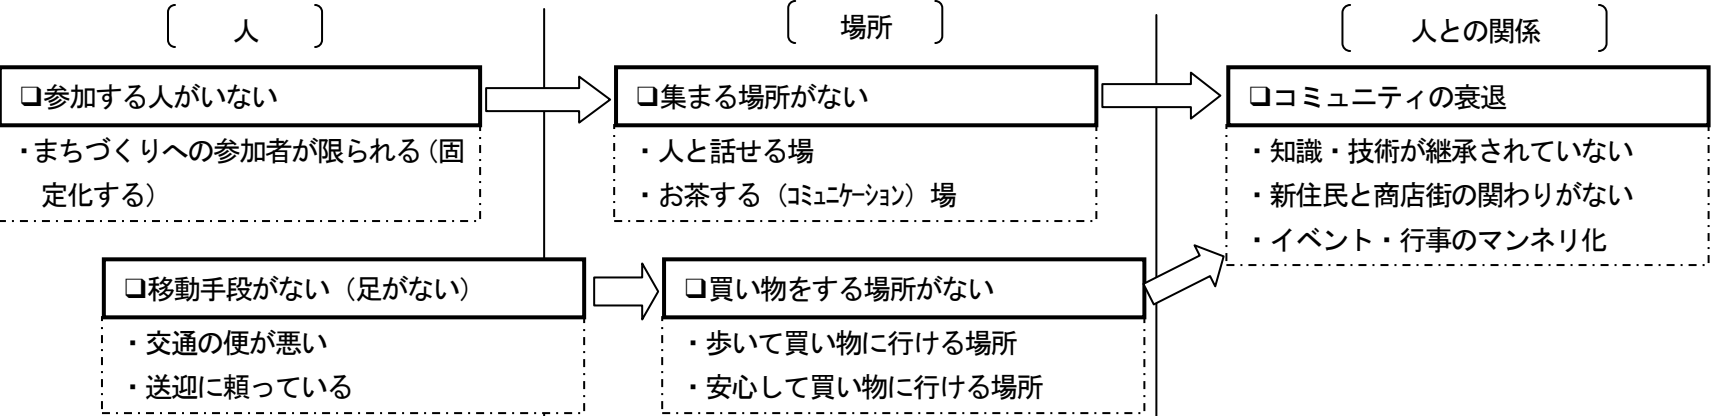 〔 人 〕
〔 場所 〕
〔 人との関係 〕
❑参加する人がいない
・まちづくりへの参加者が限られる（固
定化する）
❑集まる場所がない
・人と話せる場
・お茶する（ｺﾐｭﾆｹｰｼｮﾝ）場
❑コミュニティの衰退
・知識・技術が継承されていない
・新住民と商店街の関わりがない
・イベント・行事のマンネリ化
❑移動手段がない（足がない）
・交通の便が悪い
・送迎に頼っている
❑買い物をする場所がない
・歩いて買い物に行ける場所
・安心して買い物に行ける場所